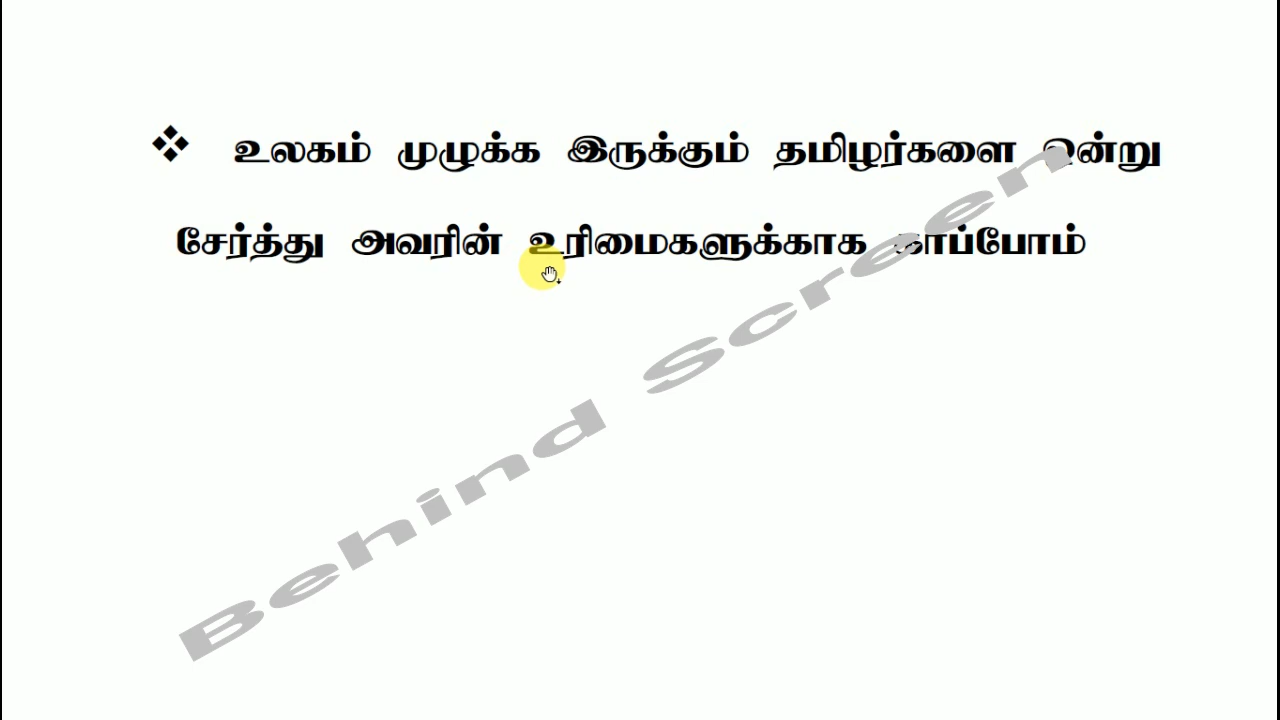 ❖ உலகம் முழுக்க இருக்கும் தமிழர்களை ஒன்று
சேர்த்து அவரின் உரிமைகளுக்காக காப்போம்
Behind Screen